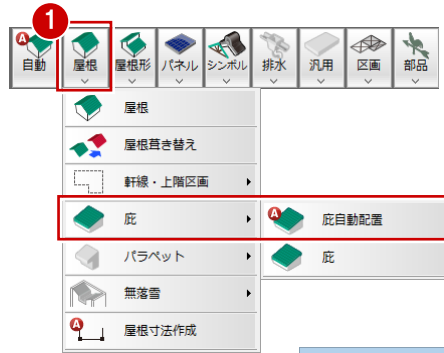 1
A
自動
屋根
屋根形
パネル
シンボル
排水
汎用
区画
部品
屋根
屋根葺き替え
軒線・上階区画
庇
A
庇自動配置
パラペット
庇
無落雪
A
屋根寸法作成